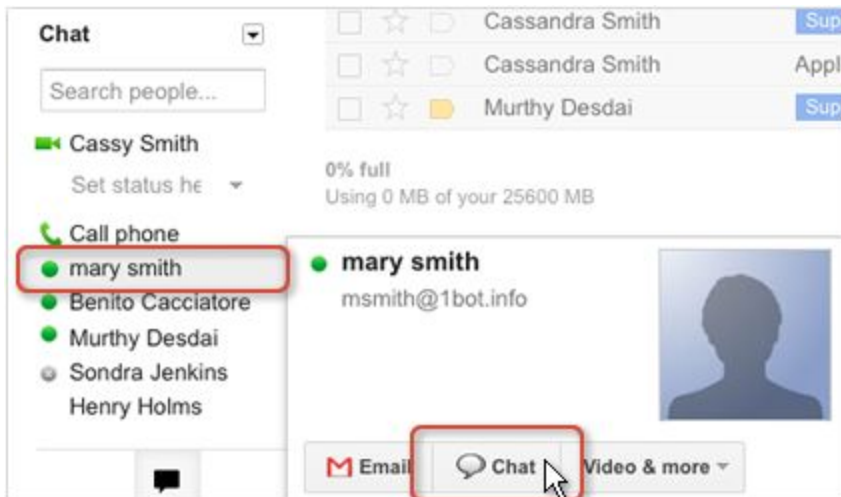 Chat
Search people...
Cassy Smith
Set status he
Call phone
mary smith
Benito Cacciatore
Murthy Desdai
Sondra Jenkins
Henry Holms
Cassandra Smith Sup
Cassandra Smith Appl
Murthy Desdai Sup
0% full
Using 0 MB of your 25600 MB
mary smith
msmith@1bot.info
Email Chat Video & more